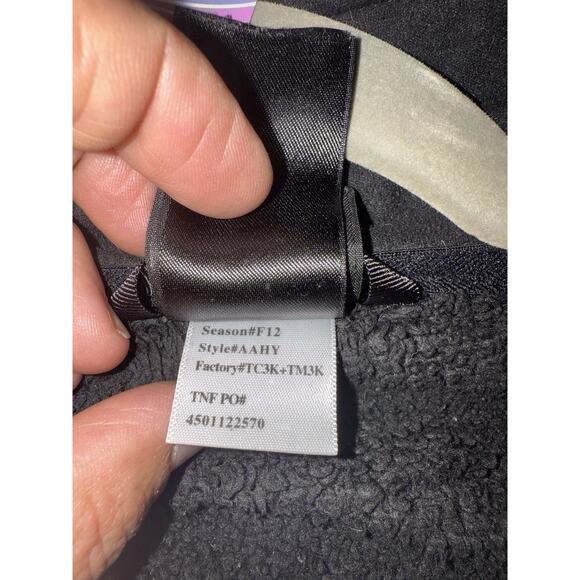 Season#F12
Style#AAHY
Factory#TC3K+TM3K
TNF PO#
4501122570